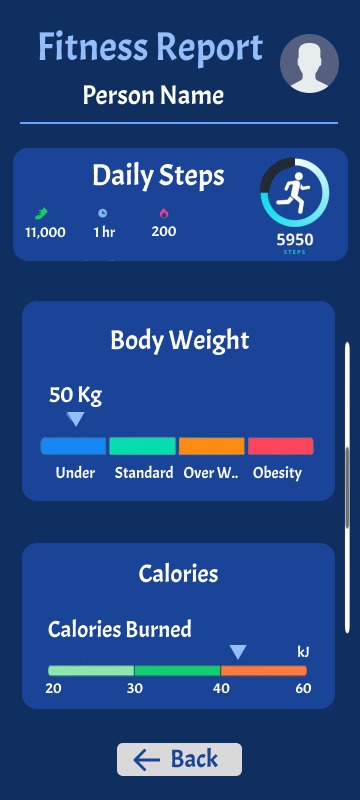 Fitness Report
Person Name
Daily Steps
11,000 1 hr 200
5950
STEPS
Body Weight
50 Kg
Under Standard Over W.. Obesity
Calories
Calories Burned
kJ
20 30 40 60
Back